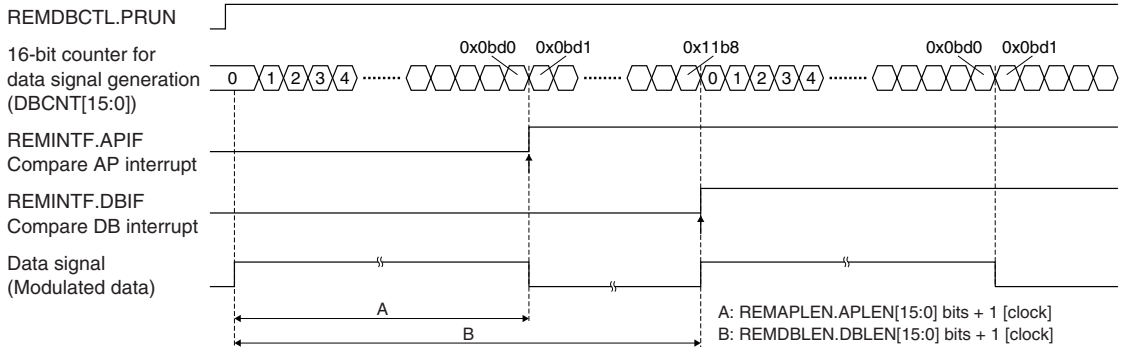 REMDBCTL.PRUN
16-bit counter for
data signal generation
(DBCNT[15:0])
0x0bd0 0x0bd1 0x11b8 0x0bd0 0x0bd1
0 1 2 3 4 0 1 2 3 4
REMINTF.APIF
Compare AP interrupt
REMINTF.DBIF
Compare DB interrupt
Data signal
(Modulated data)
A
B
A: REMAPLEN.APLEN[15:0] bits + 1 [clock]
B: REMDBLEN.DBLEN[15:0] bits + 1 [clock]